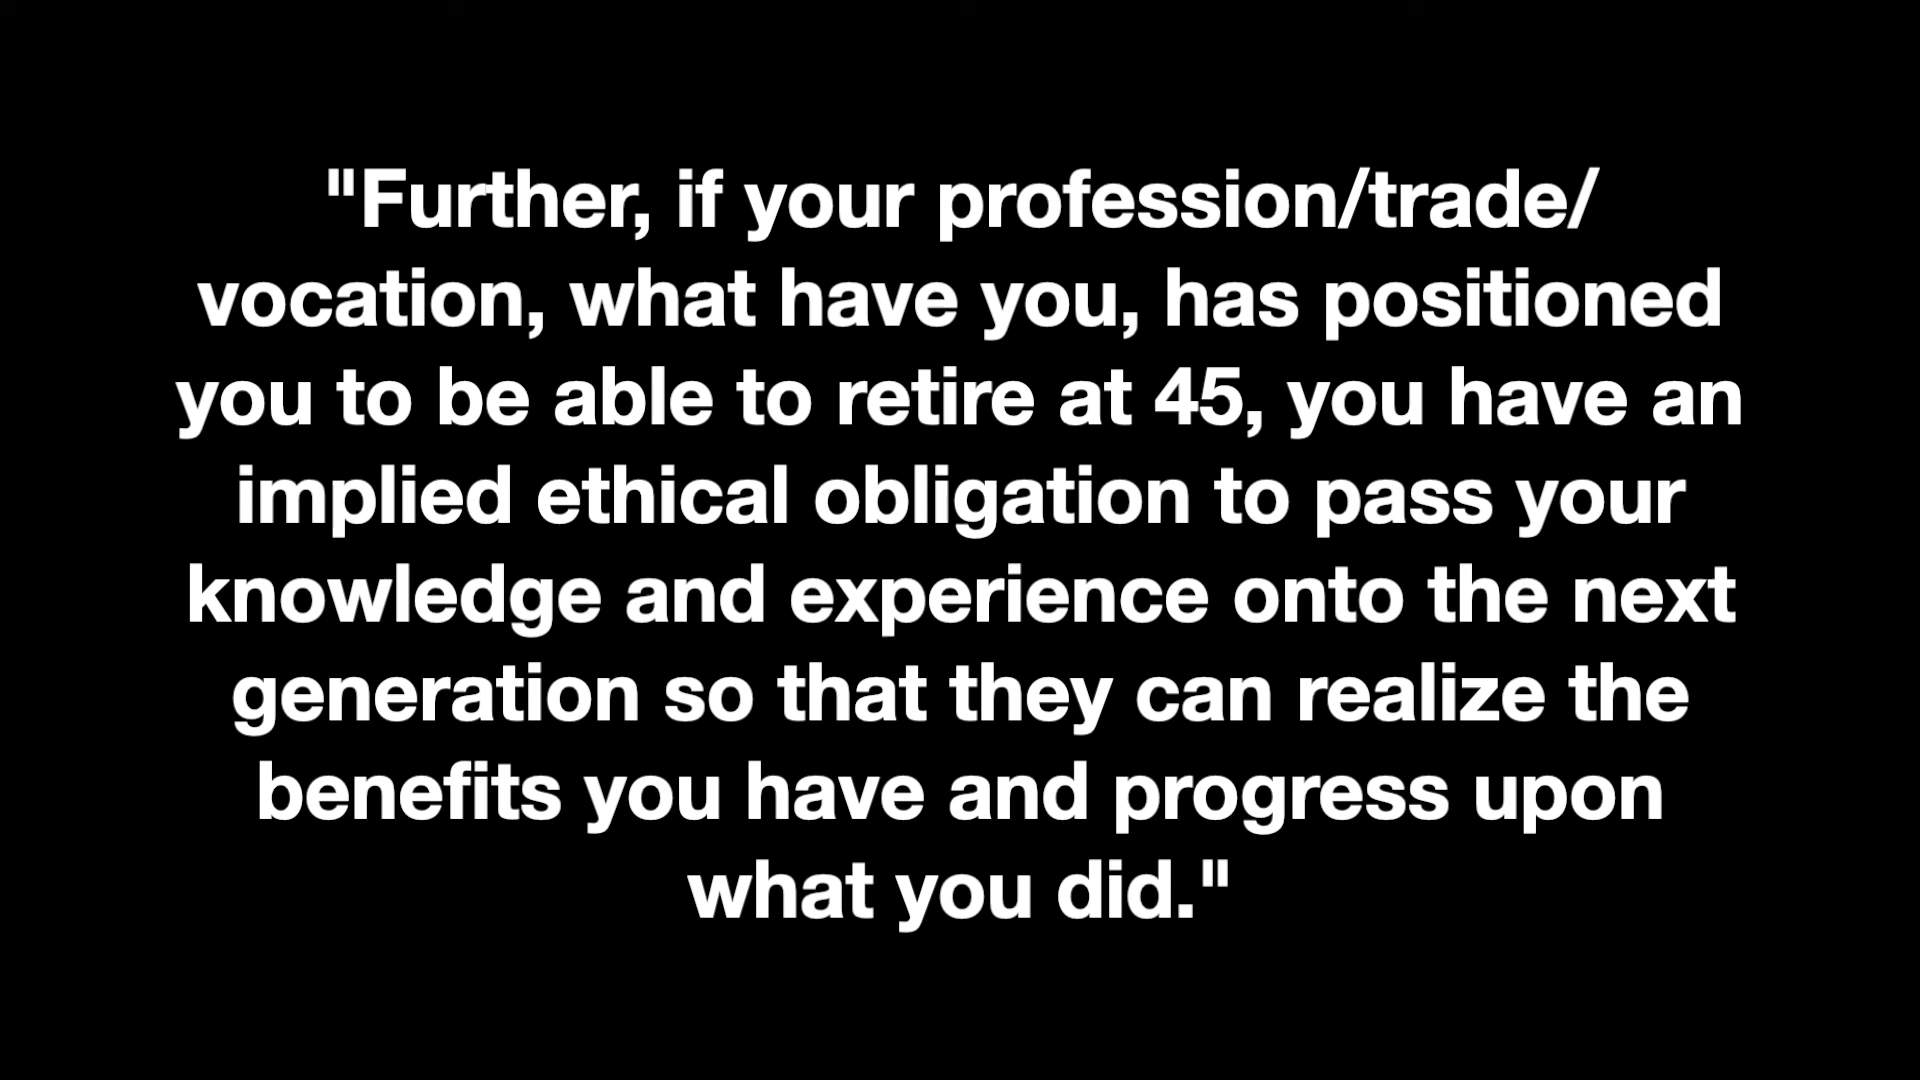 "Further, if your profession/trade/
vocation, what have you, has positioned
you to be able to retire at 45, you have an
implied ethical obligation to pass your
knowledge and experience onto the next
generation so that they can realize the
benefits you have and progress upon
what you did."